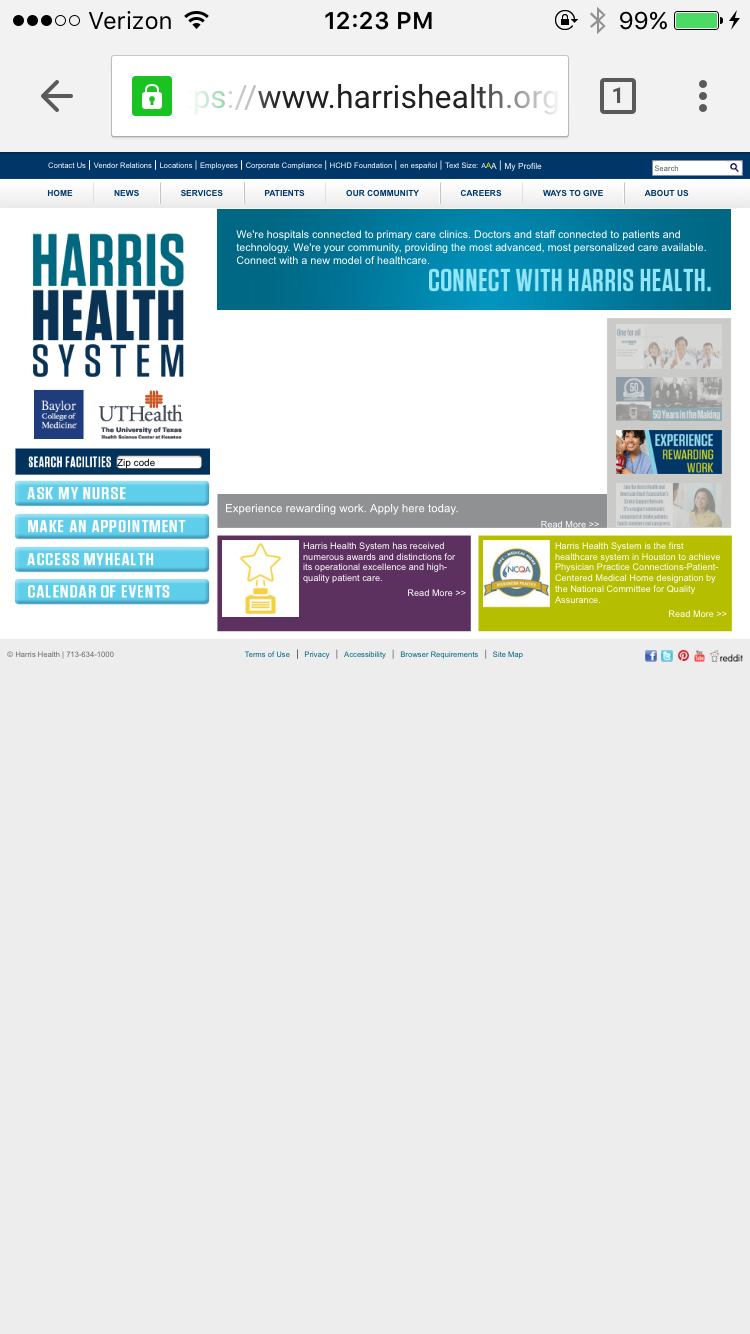 Verizon 12:23 PM 99%
ps://www.harrishealth.org
1
Contact Us | Vendor Relations | Locations | Employees | Corporate Compliance | HCHD Foundation | en español | Text Size: AAA | My Profile
Search
HOME NEWS SERVICES PATIENTS OUR COMMUNITY CAREERS WAYS TO GIVE ABOUT US
HARRIS
HEALTH
SYSTEM
Baylor
College of
Medicine
UTHealth
The University of Texas
Health Science Center at Houston
SEARCH FACILITIES Zip code
ASK MY NURSE
MAKE AN APPOINTMENT
ACCESS MYHEALTH
CALENDAR OF EVENTS
We're hospitals connected to primary care clinics. Doctors and staff connected to patients and
technology. We're your community, providing the most advanced, most personalized care available.
Connect with a new model of healthcare.
CONNECT WITH HARRIS HEALTH.
One for all
50
50 Years in the Making
EXPERIENCE
REWARDING
WORK
Experience rewarding work. Apply here today.
Read More >>
Harris Health System has received
numerous awards and distinctions for
its operational excellence and high-
quality patient care.
Read More >>
NCQA
Harris Health System is the first
healthcare system in Houston to achieve
Physician Practice Connections-Patient-
Centered Medical Home designation by
the National Committee for Quality
Assurance.
Read More >>
© Harris Health | 713-634-1000
Terms of Use | Privacy | Accessibility | Browser Requirements | Site Map
reddit